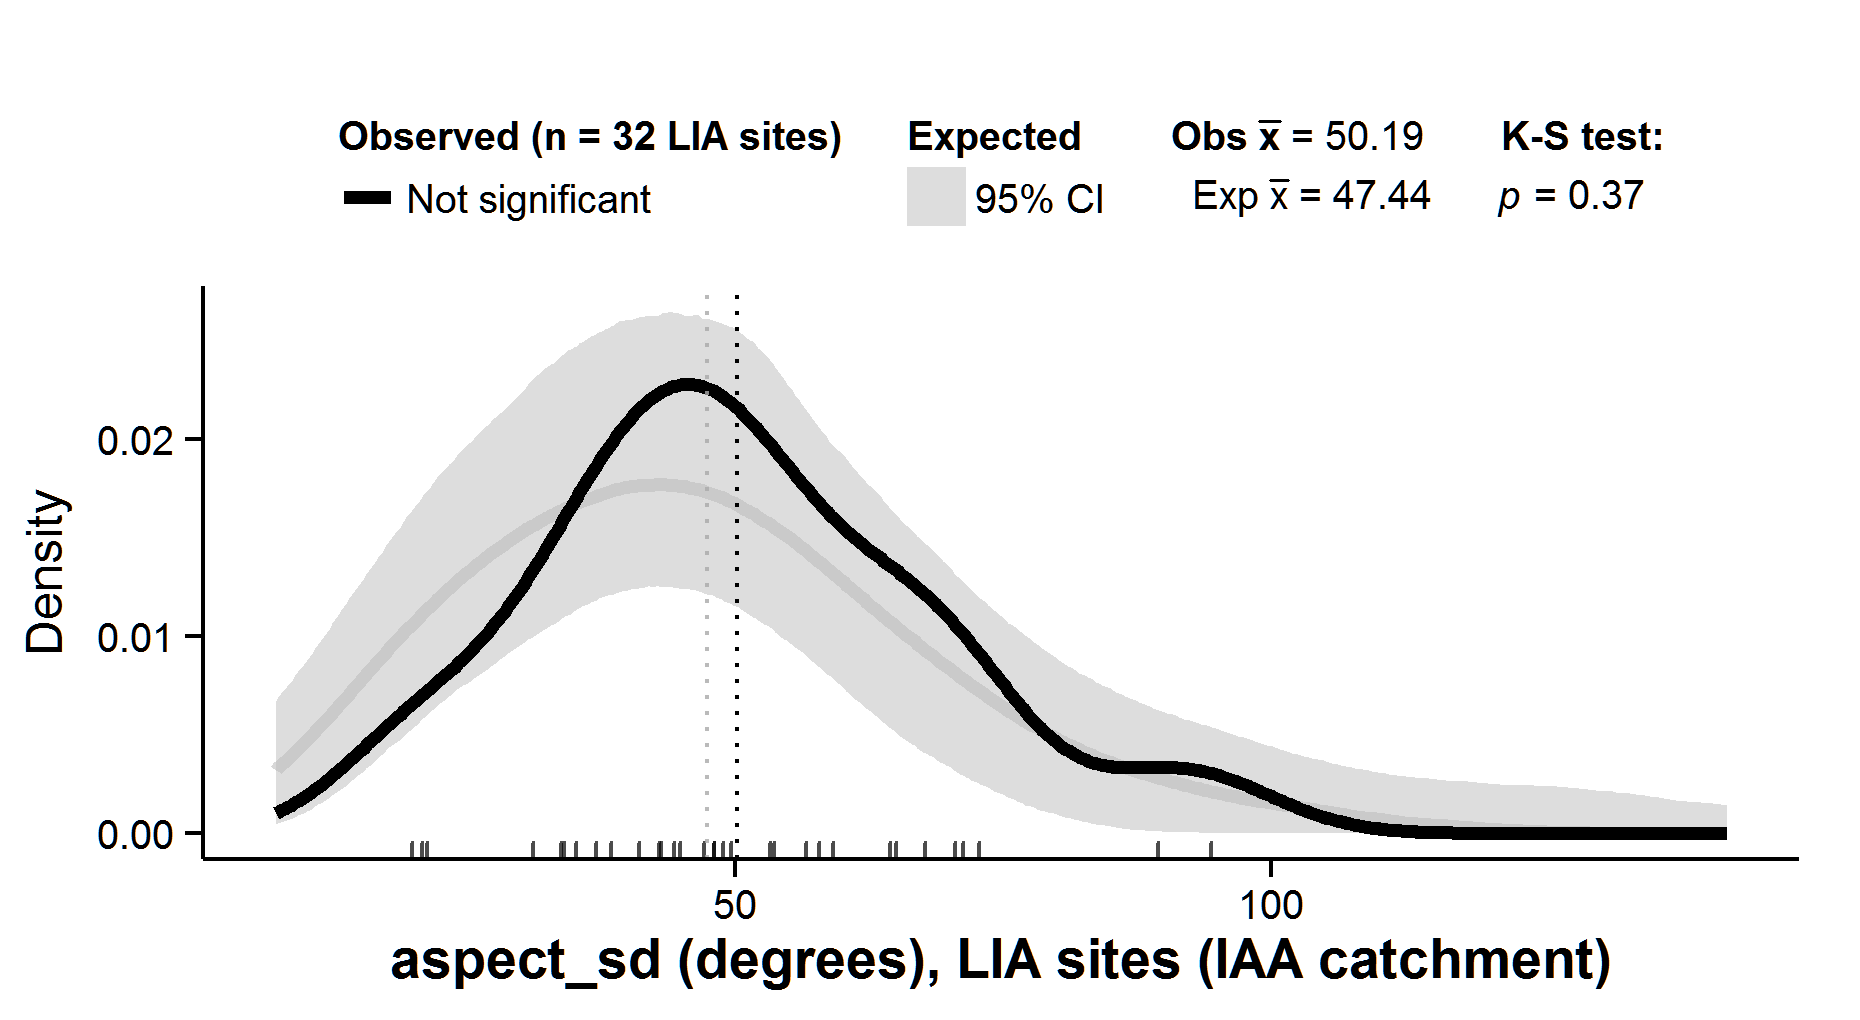 Observed (n = 32 LIA sites) Expected Obs x̅ = 50.19 K-S test:
Not significant 95% CI Exp x̅ = 47.44 p = 0.37
Density
0.02
0.01
0.00
50 100
aspect_sd (degrees), LIA sites (IAA catchment)